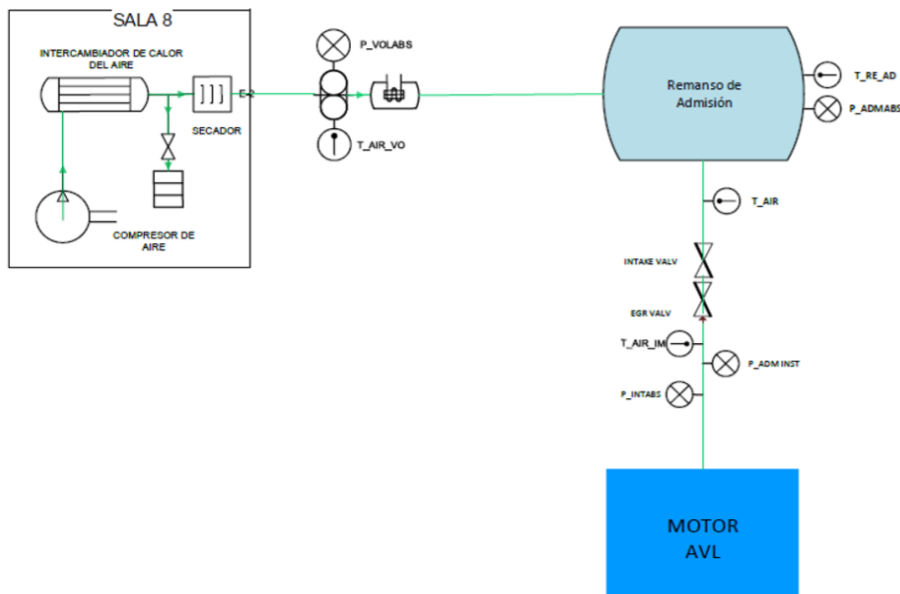 SALA 8
INTERCAMBIADOR DE CALOR
DEL AIRE
SECADOR
E-2
COMPRESOR DE
AIRE
P_VOLABS
T_AIR_VO
Remanso de
Admisión
T_RE_AD
P_ADMABS
T_AIR
INTAKE VALV
EGR VALV
T_AIR_IM
P_ADM INST
P_INTABS
MOTOR
AVL